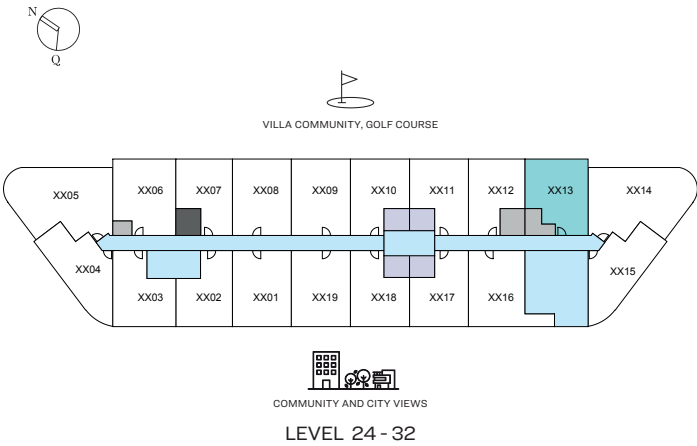 N
Q
VILLA COMMUNITY, GOLF COURSE
XX05
XX06
XX07
XX08
XX09
XX10
XX11
XX12
XX13
XX14
XX04
XX03
XX02
XX01
XX19
XX18
XX17
XX16
XX15
COMMUNITY AND CITY VIEWS
LEVEL 24 - 32